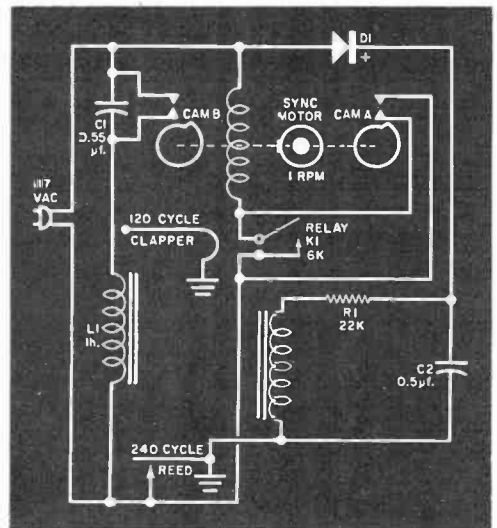 D1
+
C1
0.55
µf.
CAM B
SYNC
MOTOR
1 RPM
CAM A
117
VAC
120 CYCLE
CLAPPER
RELAY
K1
6K
L1
1h.
R1
22K
C2
0.5µf.
240 CYCLE
REED